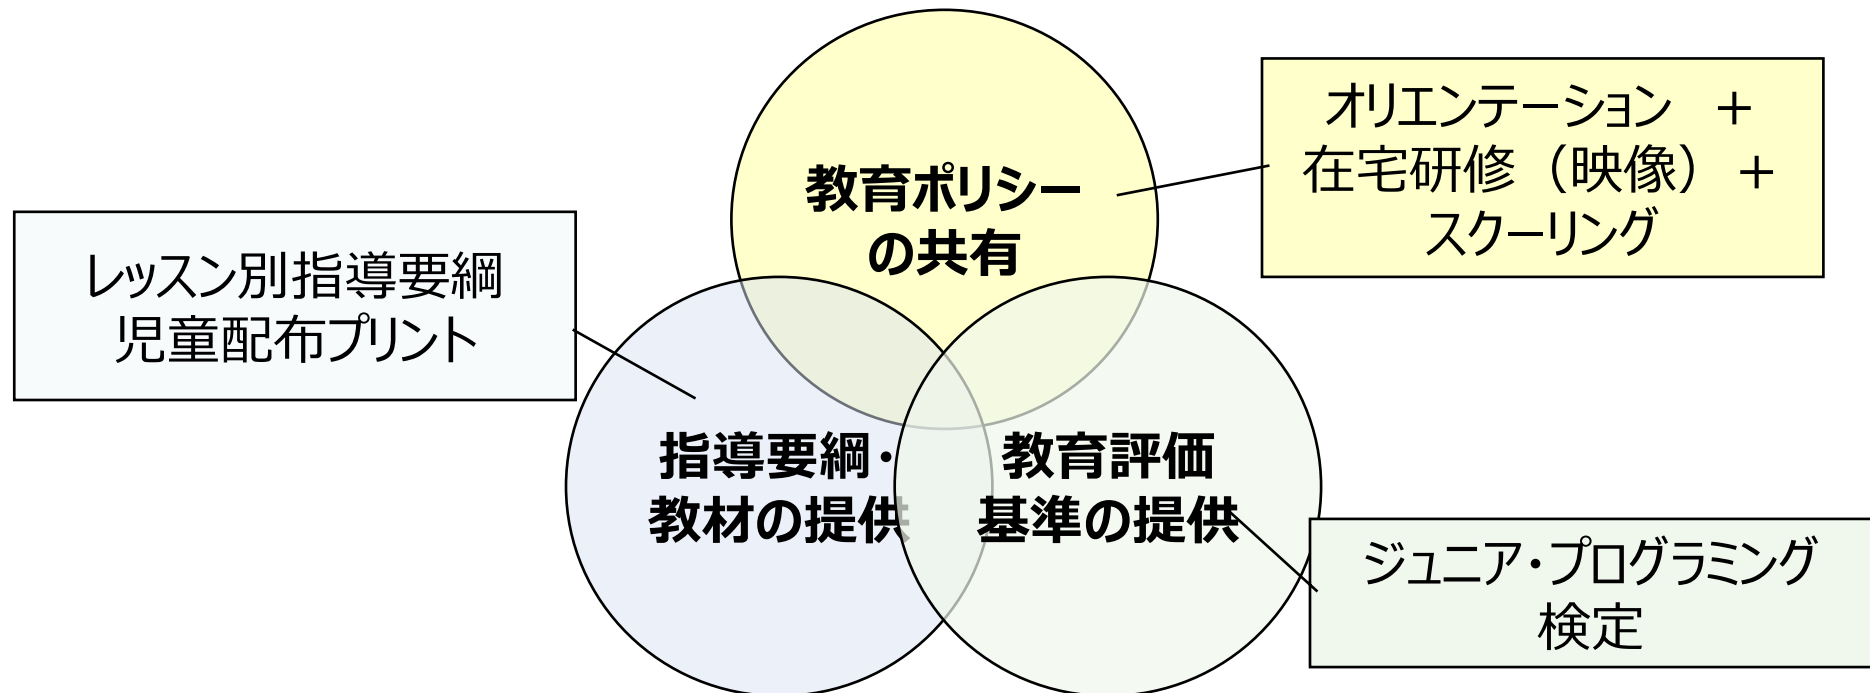 教育ポリシー
の共有
オリエンテーション　＋
在宅研修（映像）＋
スクーリング
レッスン別指導要綱
児童配布プリント
指導要綱・
教材の提供
教育評価
基準の提供
ジュニア・プログラミング
検定